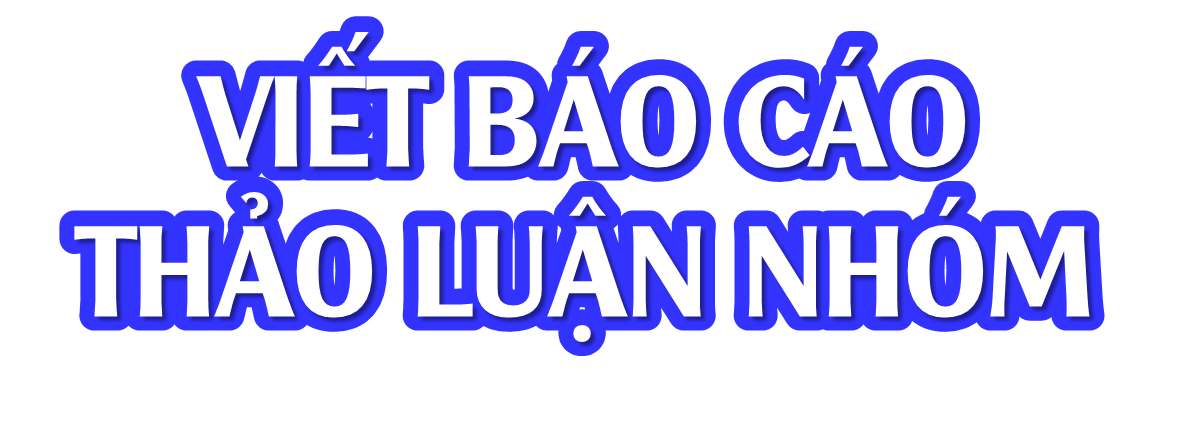 VIẾT BÁO CÁO
THẢO LUẬN NHÓM